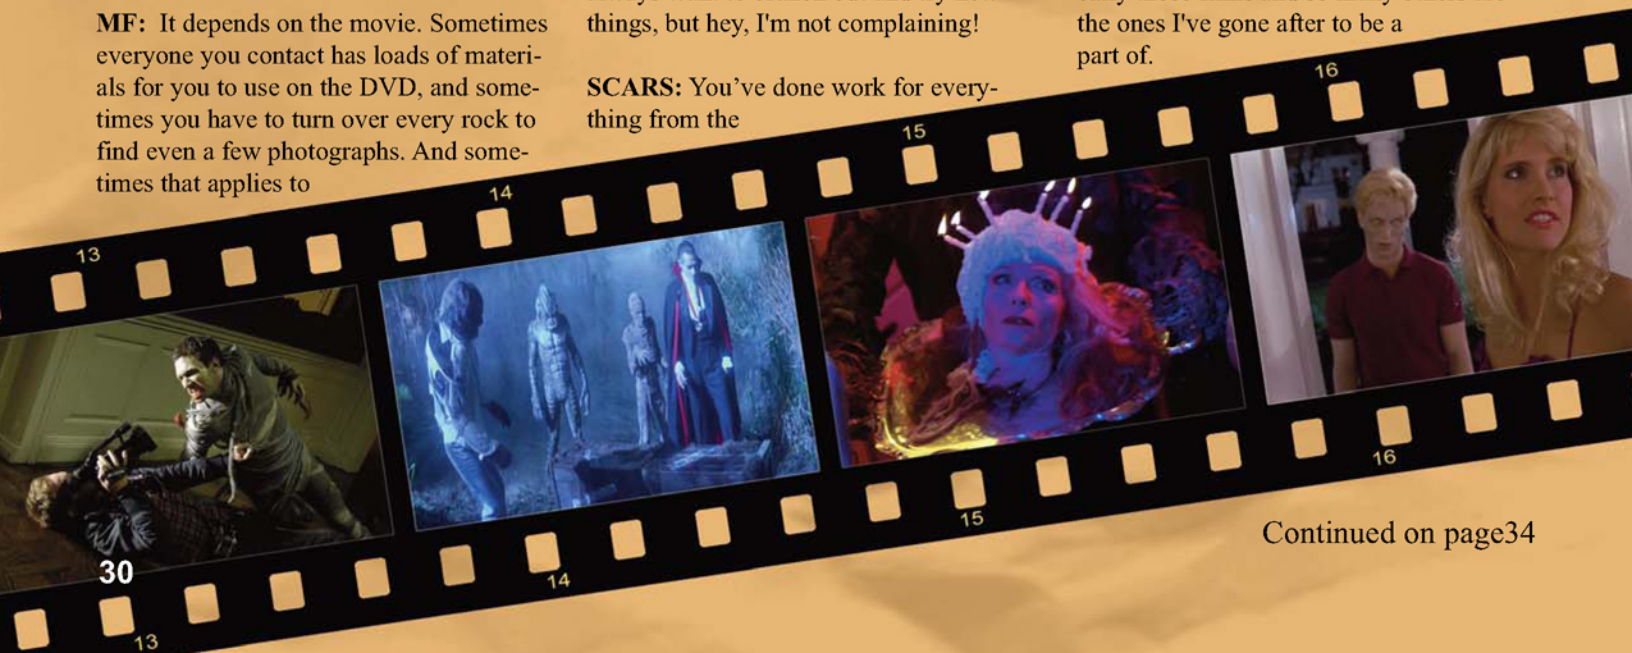 MF: It depends on the movie. Sometimes
everyone you contact has loads of materi-
als for you to use on the DVD, and some-
times you have to turn over every rock to
find even a few photographs. And some-
times that applies to
things, but hey, I'm not complaining!
SCARS: You've done work for every-
thing from the
the ones I've gone after to be a
part of.
13
14
15
16
13
14
15
16
30
Continued on page34